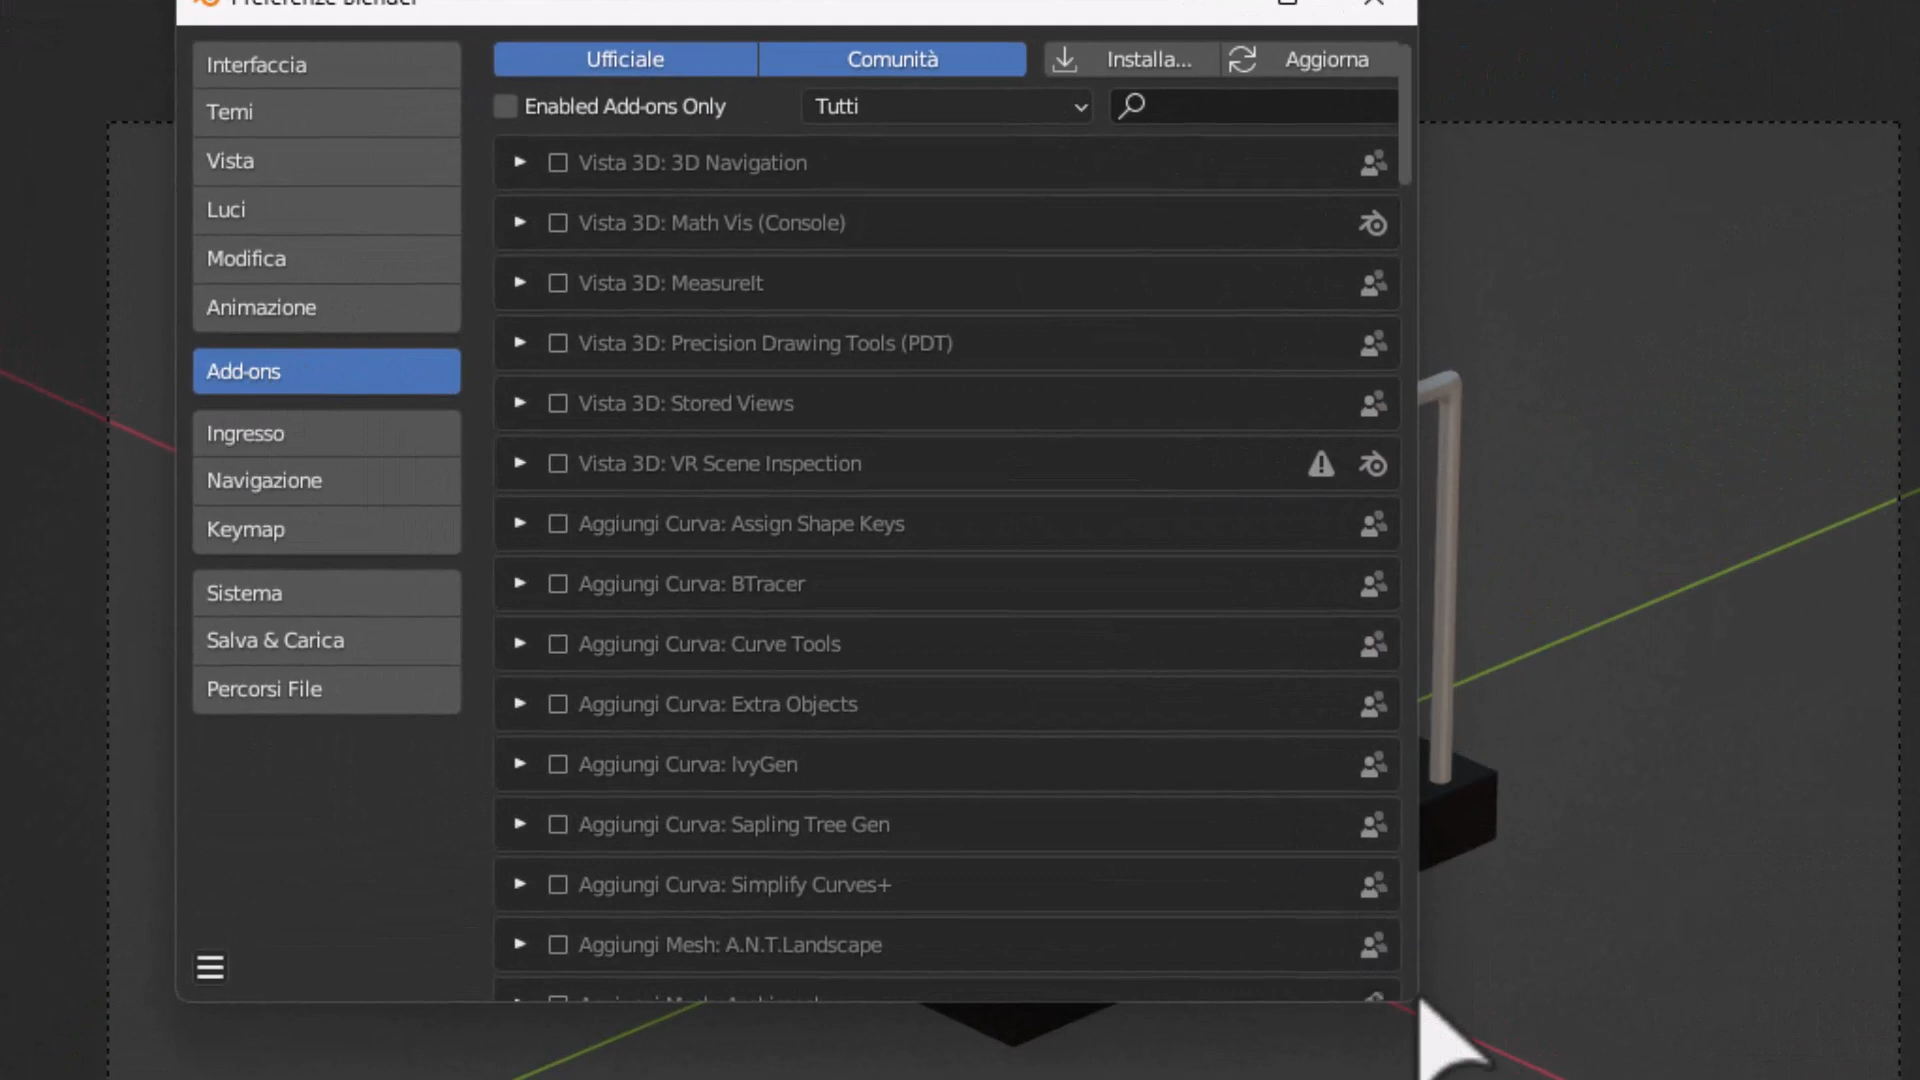 Preferenze Blender
Interfaccia
Temi
Vista
Luci
Modifica
Animazione
Add-ons
Ingresso
Navigazione
Keymap
Sistema
Salva & Carica
Percorsi File
Ufficiale
Comunità
Installa...
Aggiorna
Enabled Add-ons Only
Tutti
Vista 3D: 3D Navigation
Vista 3D: Math Vis (Console)
Vista 3D: MeasureIt
Vista 3D: Precision Drawing Tools (PDT)
Vista 3D: Stored Views
Vista 3D: VR Scene Inspection
Aggiungi Curva: Assign Shape Keys
Aggiungi Curva: BTracer
Aggiungi Curva: Curve Tools
Aggiungi Curva: Extra Objects
Aggiungi Curva: IvyGen
Aggiungi Curva: Sapling Tree Gen
Aggiungi Curva: Simplify Curves+
Aggiungi Mesh: A.N.T.Landscape